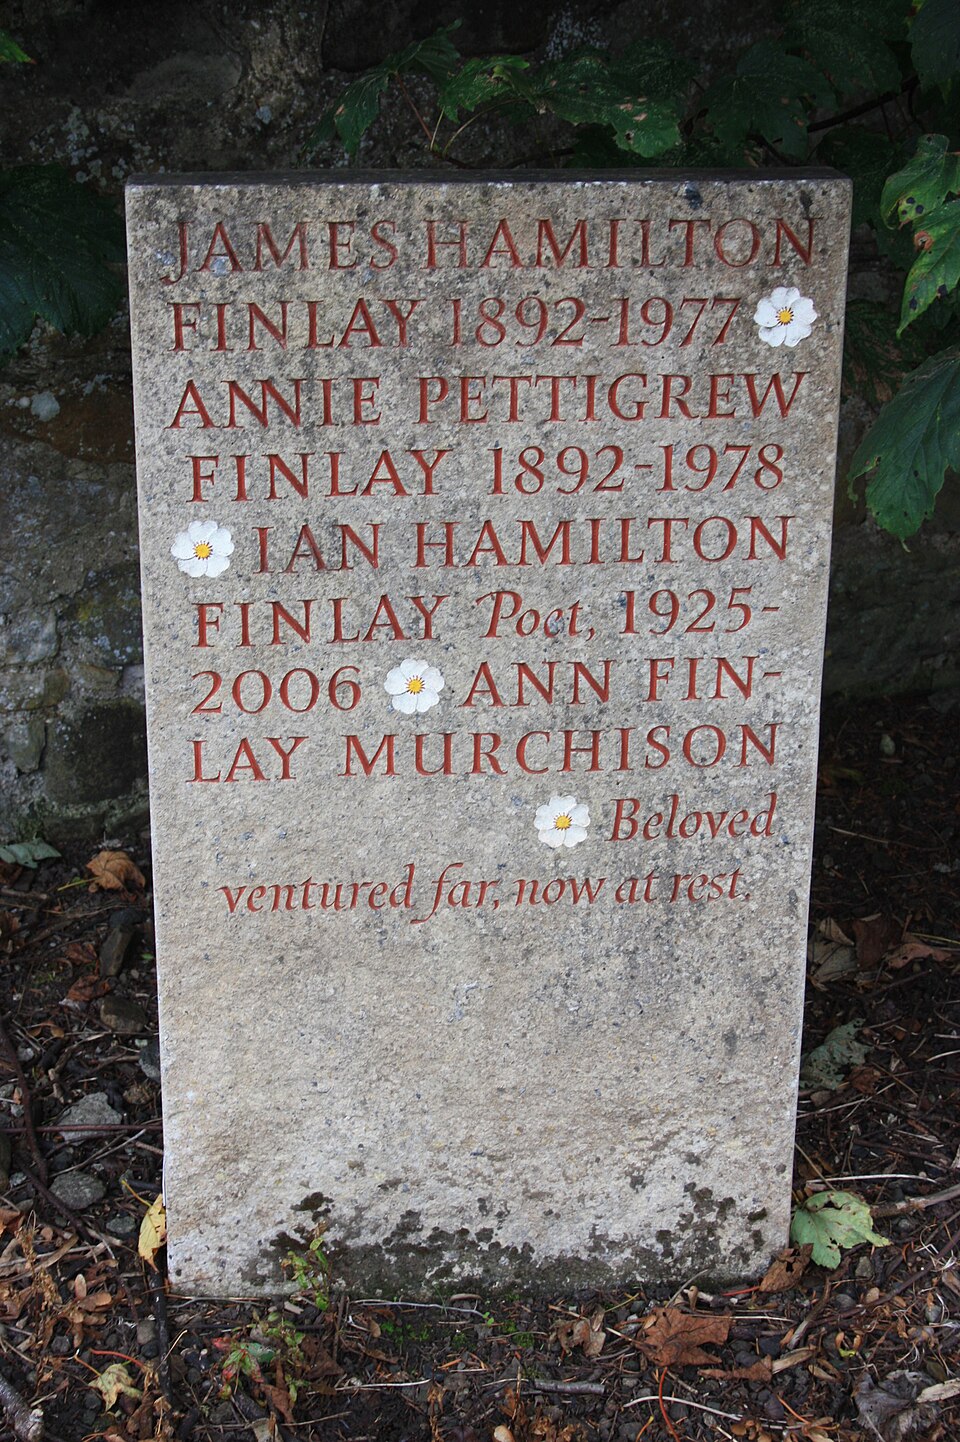 JAMES HAMILTON
FINLAY 1892-1977
ANNIE PETTIGREW
FINLAY 1892-1978
IAN HAMILTON
FINLAY Poet, 1925-
2006 ANN FIN-
LAY MURCHISON
Beloved
ventured far, now at rest.